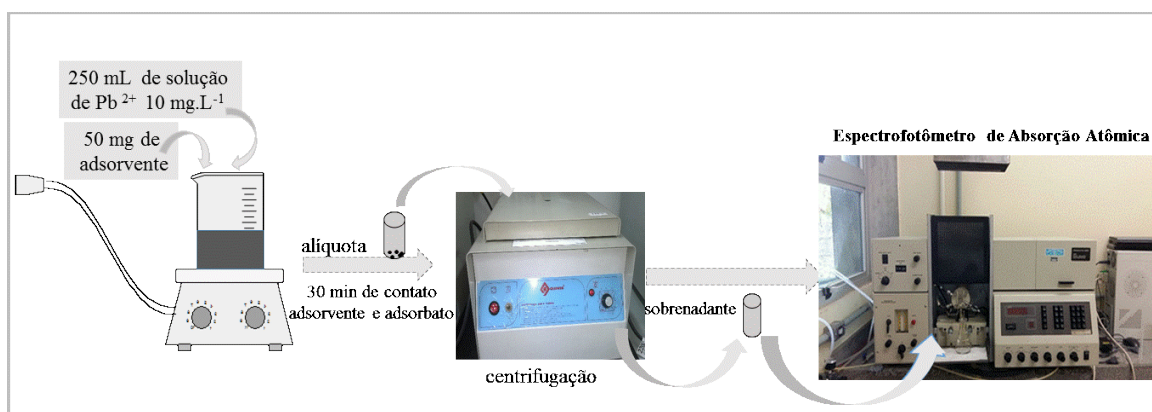 250 mL de solução
de Pb ²⁺ 10 mg.L⁻¹
50 mg de
adsorvente
alíquota
30 min de contato
adsorvente e adsorbato
centrifugação
sobrenadante
Espectrofotômetro de Absorção Atômica